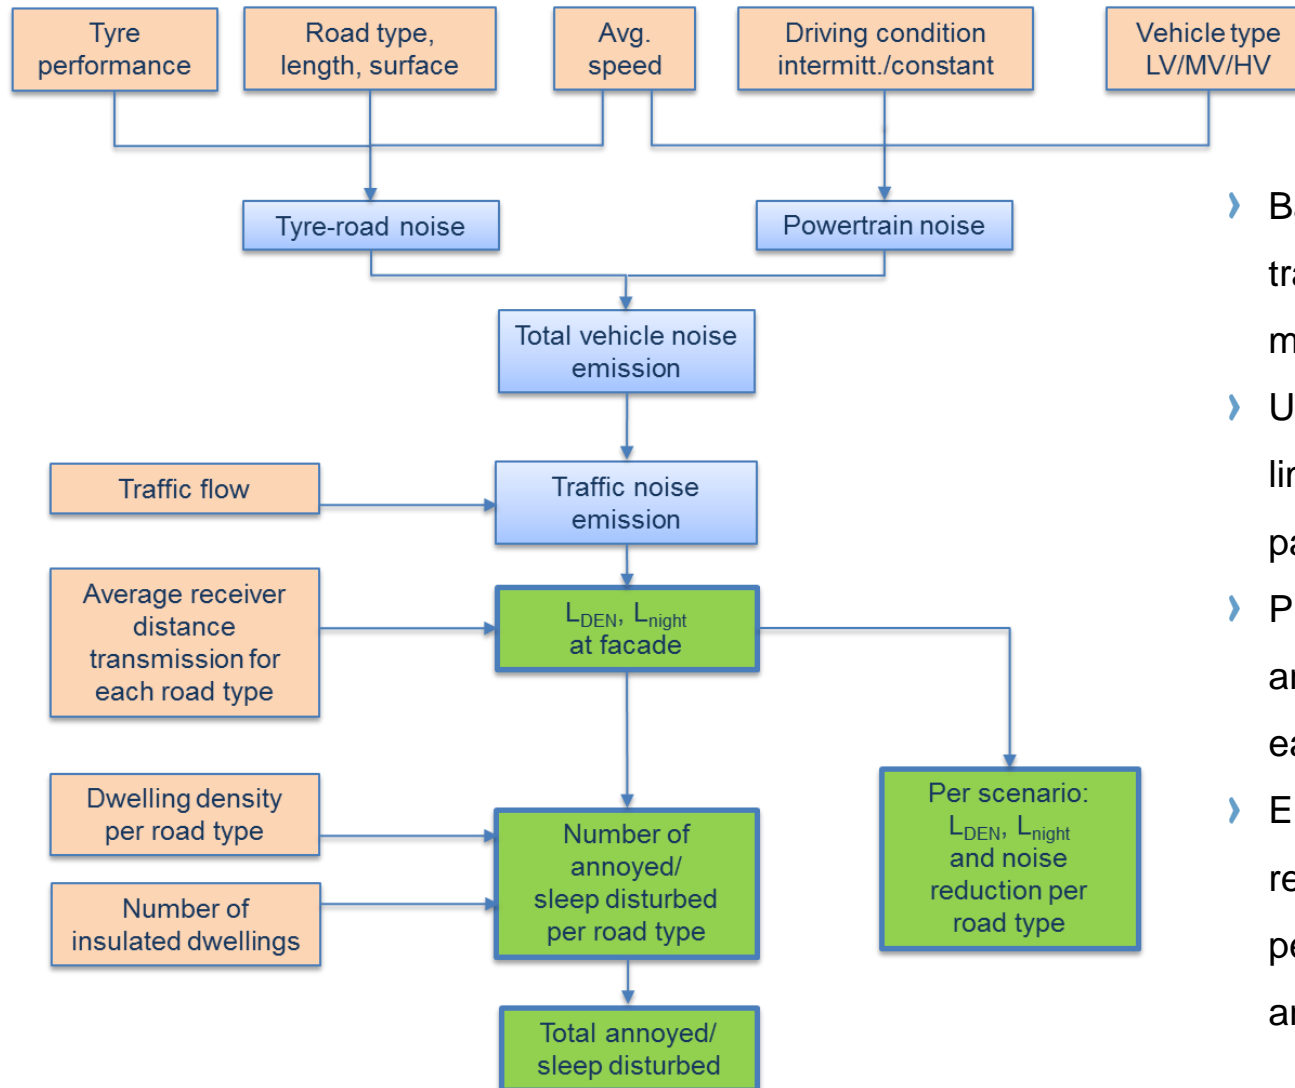 Tyre
performance
Road type,
length, surface
Avg.
speed
Driving condition
intermitt./constant
Vehicle type
LV/MV/HV
Tyre-road noise
Powertrain noise
Total vehicle noise
emission
Traffic flow
Traffic noise
emission
Average receiver
distance
transmission for
each road type
LDEN, Lnight
at facade
Dwelling density
per road type
Number of
insulated dwellings
Number of
annoyed/
sleep disturbed
per road type
Per scenario:
LDEN, Lnight
and noise
reduction per
road type
Total annoyed/
sleep disturbed